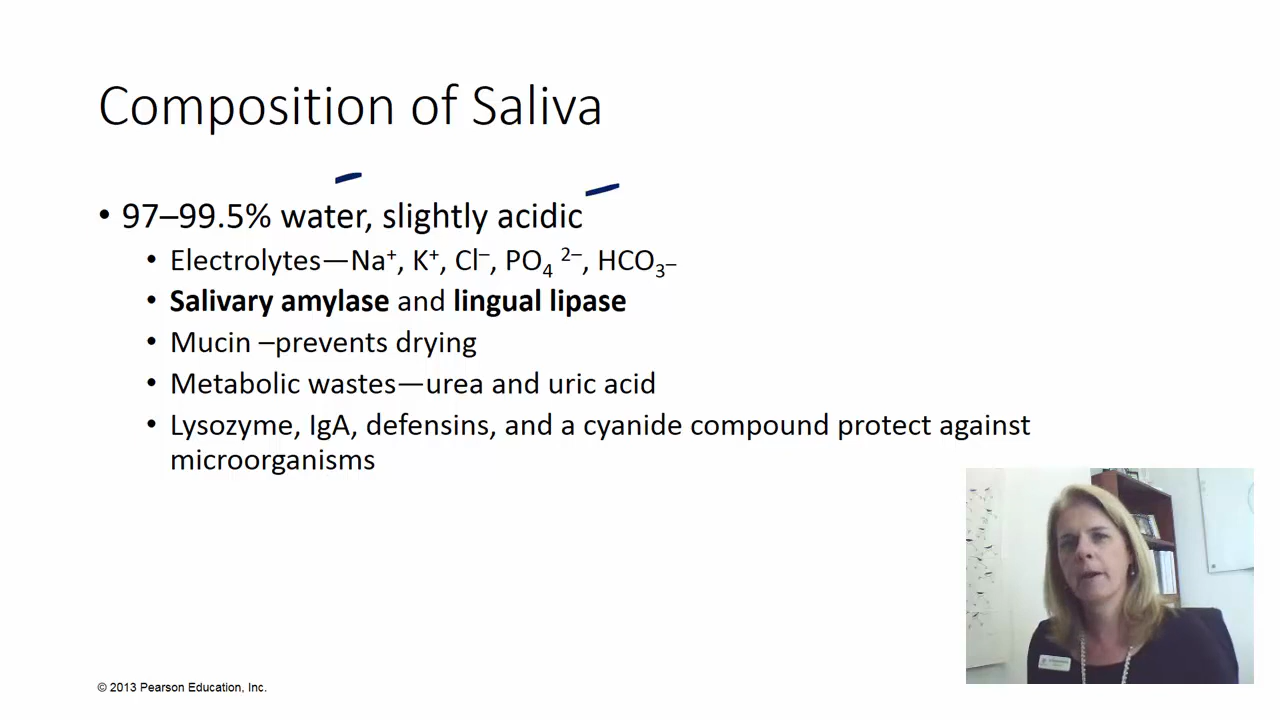 Composition of Saliva
• 97–99.5% water, slightly acidic
• Electrolytes—Na⁺, K⁺, Cl⁻, PO₄ ²⁻, HCO₃₋
• Salivary amylase and lingual lipase
• Mucin –prevents drying
• Metabolic wastes—urea and uric acid
• Lysozyme, IgA, defensins, and a cyanide compound protect against
microorganisms
© 2013 Pearson Education, Inc.